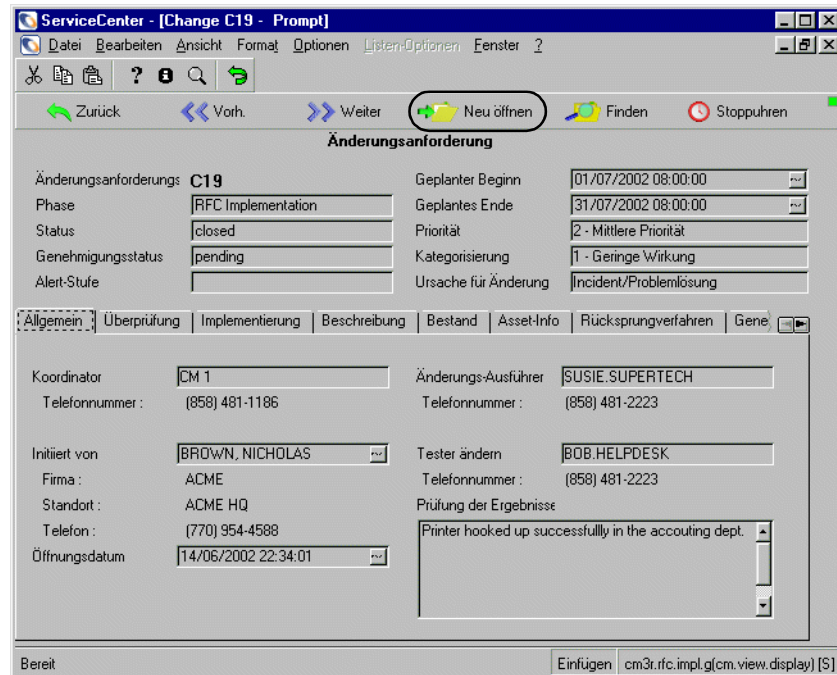 ServiceCenter - [Change C19 - Prompt]
Datei Bearbeiten Ansicht Format Optionen Listen-Optionen Fenster ?
Zurück Vorh. Weiter Neu öffnen Finden Stoppuhren
Änderungsanforderung
Änderungsanforderungs C19 Geplanter Beginn 01/07/2002 08:00:00
Phase RFC Implementation Geplantes Ende 31/07/2002 08:00:00
Status closed Priorität 2 - Mittlere Priorität
Genehmigungsstatus pending Kategorisierung 1 - Geringe Wirkung
Alert-Stufe Ursache für Änderung Incident/Problemlösung
Allgemein Überprüfung Implementierung Beschreibung Bestand Asset-Info Rücksprungverfahren Gene
Koordinator CM 1 Änderungs-Ausführer SUSIE.SUPERTECH
Telefonnummer : (858) 481-1186 Telefonnummer : (858) 481-2223
Initiiert von BROWN, NICHOLAS Tester ändern BOB.HELPDESK
Firma : ACME Telefonnummer : (858) 481-2223
Standort : ACME HQ Prüfung der Ergebnisse
Telefon : (770) 954-4588 Printer hooked up successfullly in the accouting dept.
Öffnungsdatum 14/06/2002 22:34:01
Bereit Einfügen cm3r.rfc.impl.g(cm.view.display) [S]